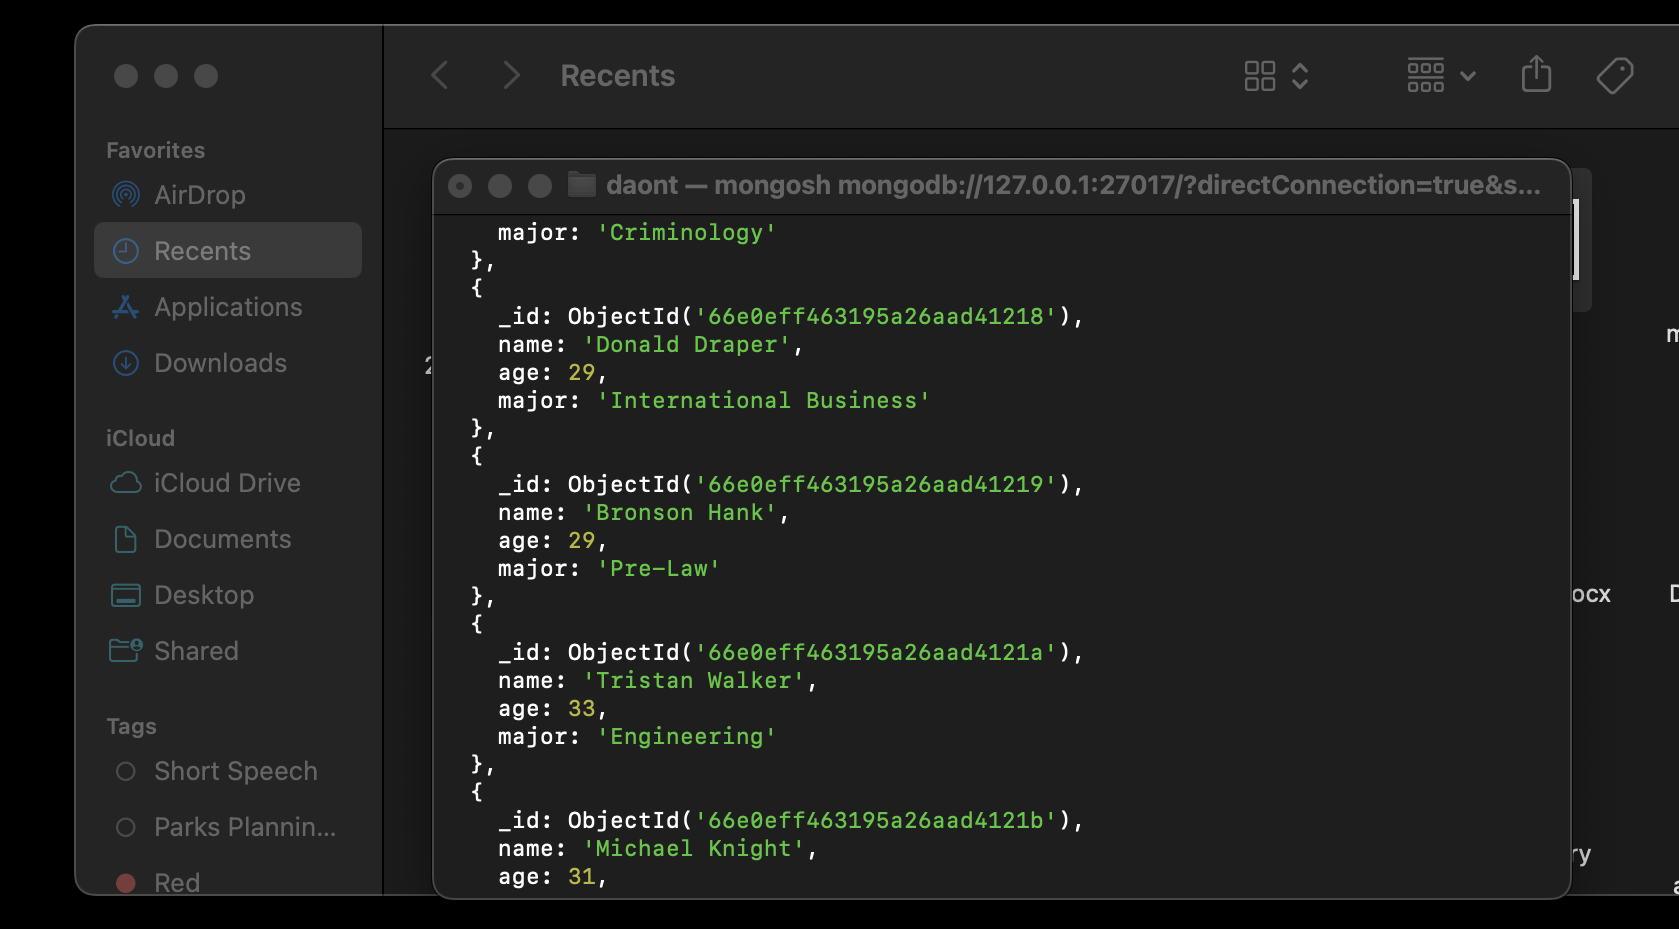 Recents
Favorites
AirDrop
Recents
Applications
Downloads
iCloud
iCloud Drive
Documents
Desktop
Shared
Tags
Short Speech
Parks Plannin...
Red
daont — mongosh mongodb://127.0.0.1:27017/?directConnection=true&s...
major: 'Criminology'
},
{
_id: ObjectId('66e0eff463195a26aad41218'),
name: 'Donald Draper',
age: 29,
major: 'International Business'
},
{
_id: ObjectId('66e0eff463195a26aad41219'),
name: 'Bronson Hank',
age: 29,
major: 'Pre-Law'
},
{
_id: ObjectId('66e0eff463195a26aad4121a'),
name: 'Tristan Walker',
age: 33,
major: 'Engineering'
},
{
_id: ObjectId('66e0eff463195a26aad4121b'),
name: 'Michael Knight',
age: 31,
ocx
ry